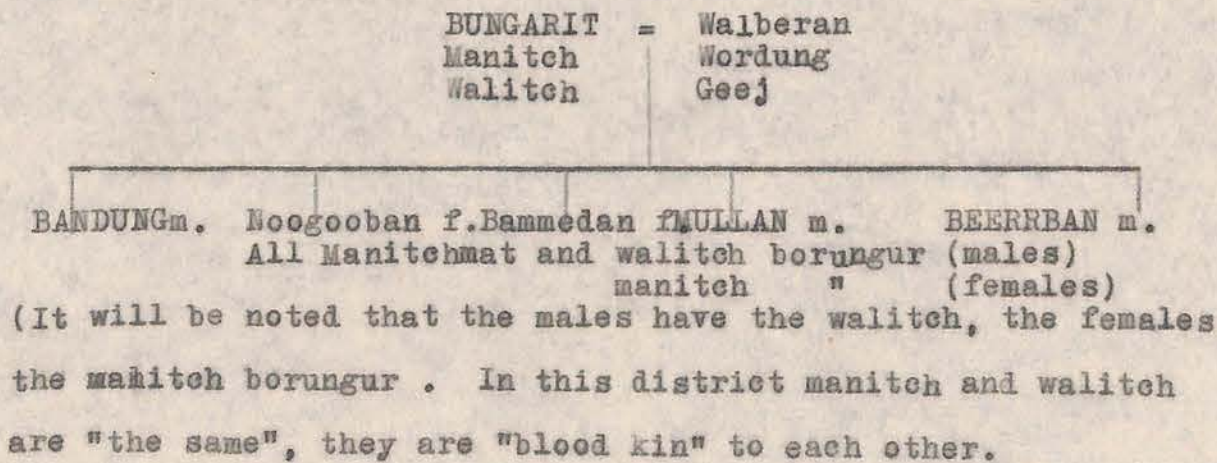 BUNGARIT = Walberan
Manitch Wordung
Walitch Geej
BANDUNGm. Noogooban f.Bammedan fMULLAN m. BEERRBAN m.
All Manitchmat and walitch borungur (males)
manitch " (females)
(It will be noted that the males have the walitch, the females
the manitch borungur . In this district manitch and walitch
are "the same", they are "blood kin" to each other.